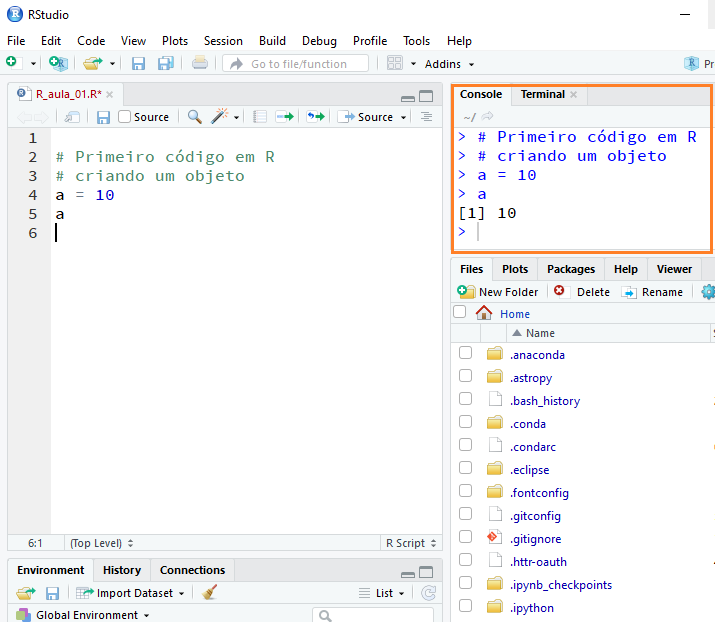 RStudio
File Edit Code View Plots Session Build Debug Profile Tools Help
Go to file/function Addins
R_aula_01.R*
Source Source
1
2 # Primeiro código em R
3 # criando um objeto
4 a = 10
5 a
6
6:1 (Top Level) R Script
Environment History Connections
Import Dataset List
Global Environment
Console Terminal
~/
> # Primeiro código em R
> # criando um objeto
> a = 10
> a
[1] 10
>
Files Plots Packages Help Viewer
New Folder Delete Rename
Home
Name
.anaconda
.astropy
.bash_history
.conda
.condarc
.eclipse
.fontconfig
.gitconfig
.gitignore
.httr-oauth
.ipynb_checkpoints
.ipython